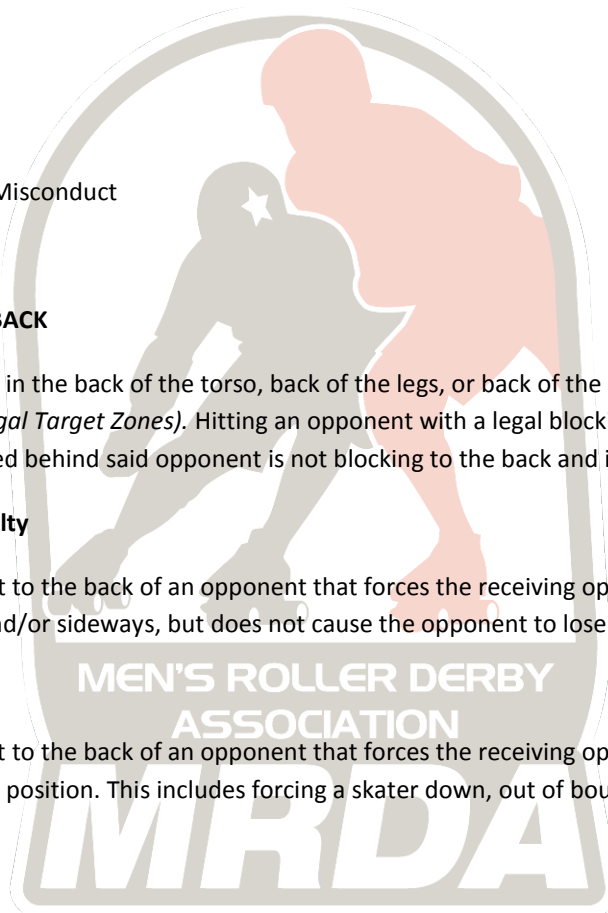 Misconduct
BACK
in the back of the torso, back of the legs, or back of the
gal Target Zones). Hitting an opponent with a legal block
ed behind said opponent is not blocking to the back and i
lty
t to the back of an opponent that forces the receiving op
nd/or sideways, but does not cause the opponent to lose
MEN'S ROLLER DERBY
ASSOCIATION
t to the back of an opponent that forces the receiving op
position. This includes forcing a skater down, out of bou
MRDA